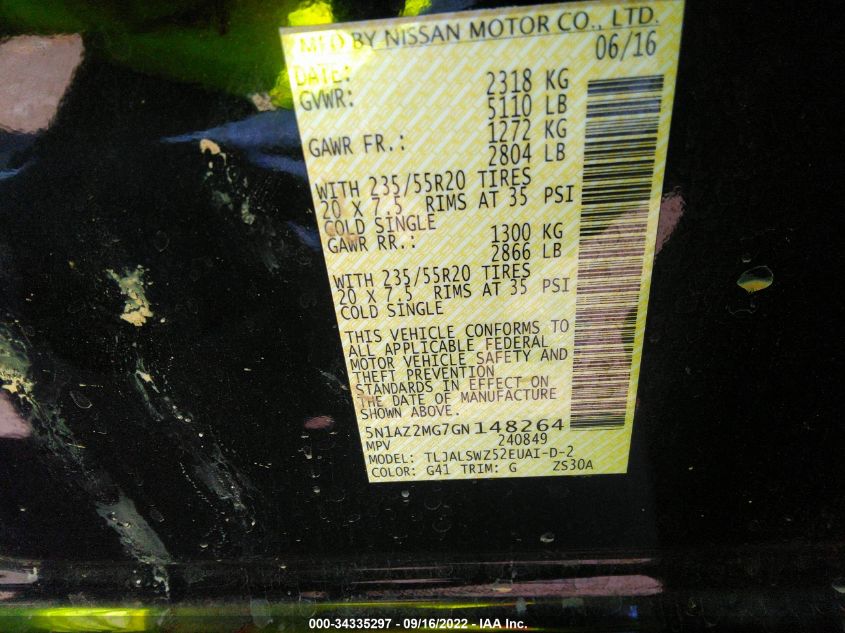 MFD BY NISSAN MOTOR CO., LTD.
DATE: 06/16
GVWR: 2318 KG
5110 LB
GAWR FR.: 1272 KG
2804 LB
WITH 235/55R20 TIRES
20 X 7.5 RIMS AT 35 PSI
COLD SINGLE
GAWR RR.: 1300 KG
2866 LB
WITH 235/55R20 TIRES
20 X 7.5 RIMS AT 35 PSI
COLD SINGLE
THIS VEHICLE CONFORMS TO
ALL APPLICABLE FEDERAL
MOTOR VEHICLE SAFETY AND
THEFT PREVENTION
STANDARDS IN EFFECT ON
THE DATE OF MANUFACTURE
SHOWN ABOVE.
5N1AZ2MG7GN148264
MPV 240849
MODEL: TLJALSWZ52EUAI-D-2
COLOR: G41 TRIM: G ZS30A
000-34335297 - 09/16/2022 - IAA Inc.